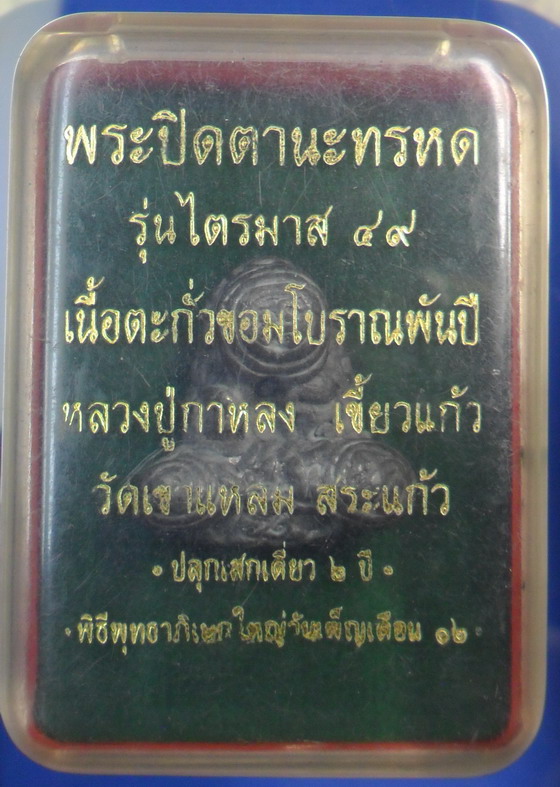 พระปิดตานะทรหด
รุ่นไตรมาส ๔๙
เนื้อตะกั่วขอมโบราณพันปี
หลวงปู่กาหลง เขี้ยวแก้ว
วัดเขาแหลม สระแก้ว
• ปลุกเสกเดี่ยว ๒ ปี •
• พิธีพุทธาภิเษกใหญ่วันเพ็ญเดือน ๑๒ •